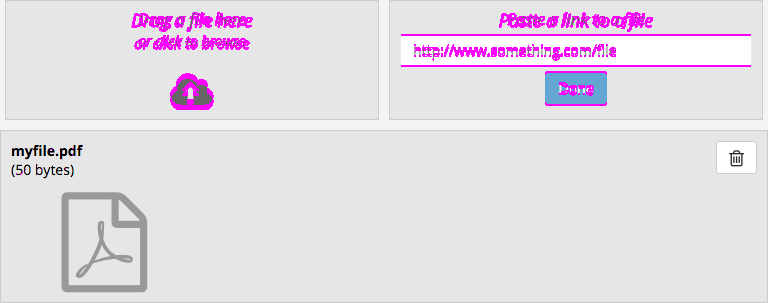 Drag a file here
or click to browse
Paste a link to a file
http://www.something.com/file
Done
myfile.pdf
(50 bytes)